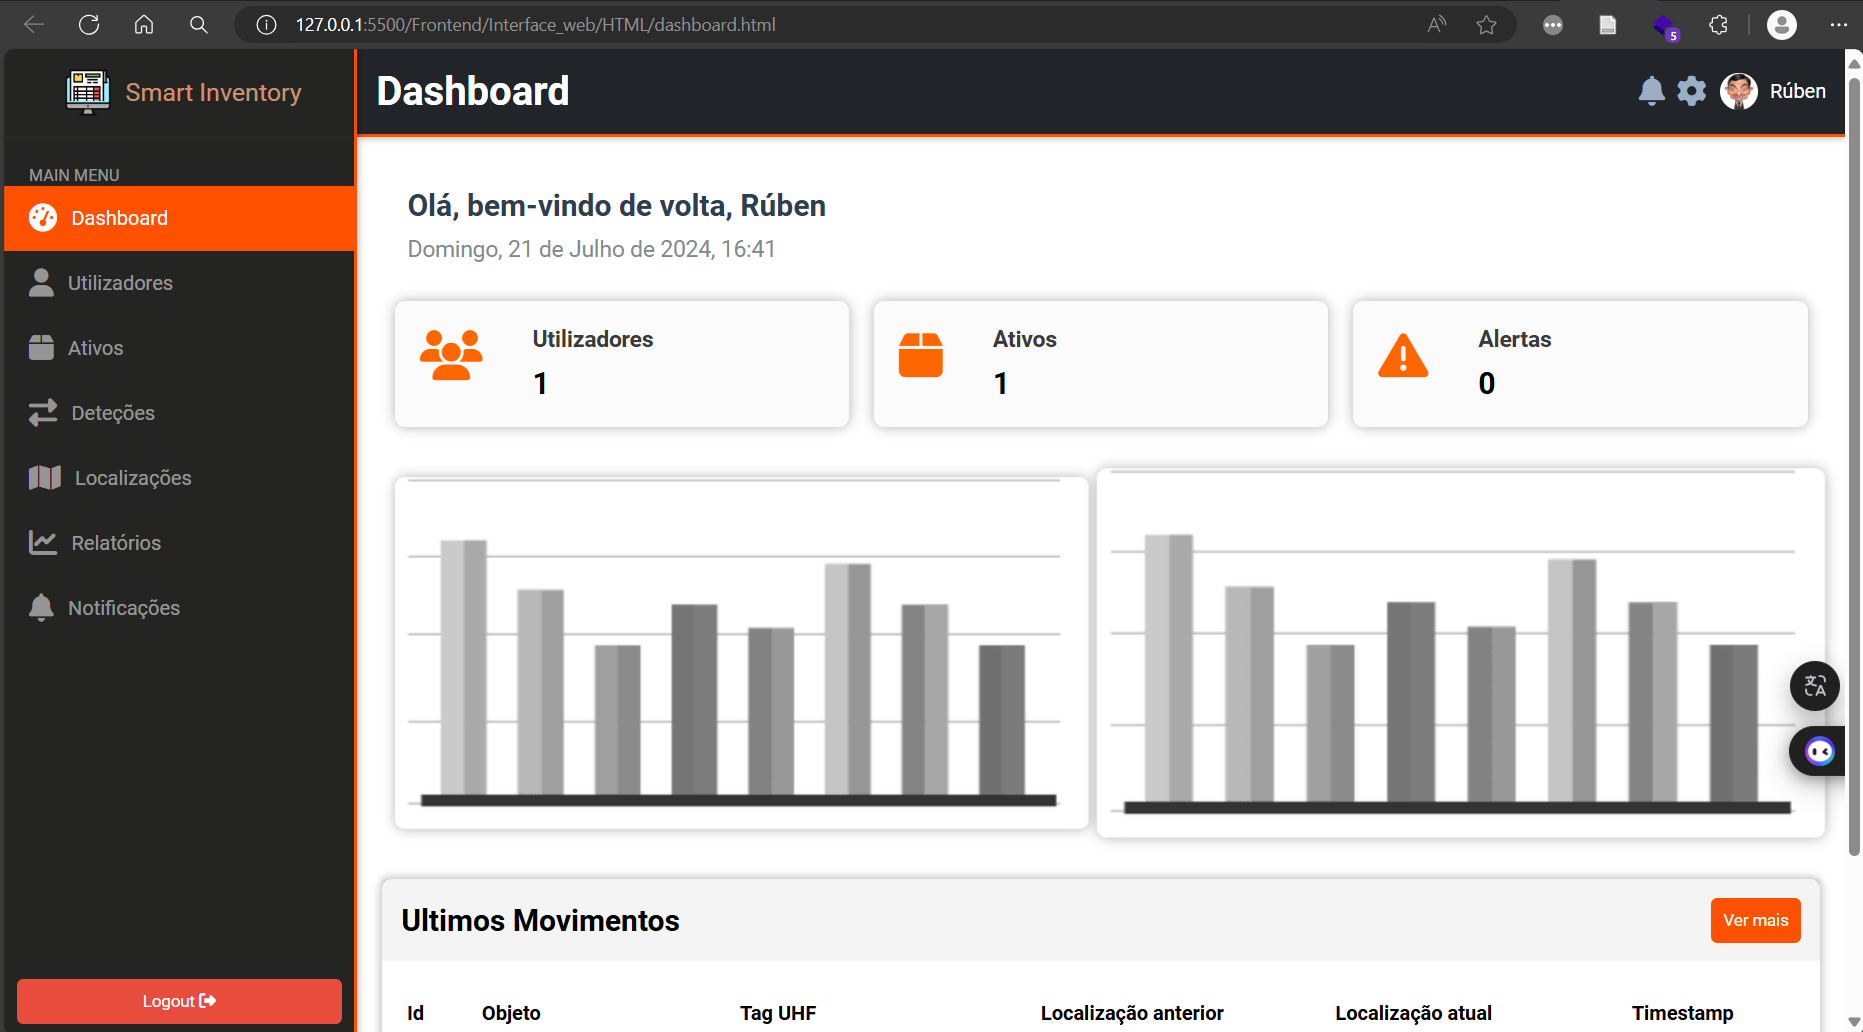 127.0.0.1:5500/Frontend/Interface_web/HTML/dashboard.html
5
Smart Inventory
Dashboard
Rúben
MAIN MENU
Dashboard
Utilizadores
Ativos
Deteções
Localizações
Relatórios
Notificações
Logout
Olá, bem-vindo de volta, Rúben
Domingo, 21 de Julho de 2024, 16:41
Utilizadores
1
Ativos
1
Alertas
0
Ultimos Movimentos
Ver mais
Id Objeto Tag UHF Localização anterior Localização atual Timestamp